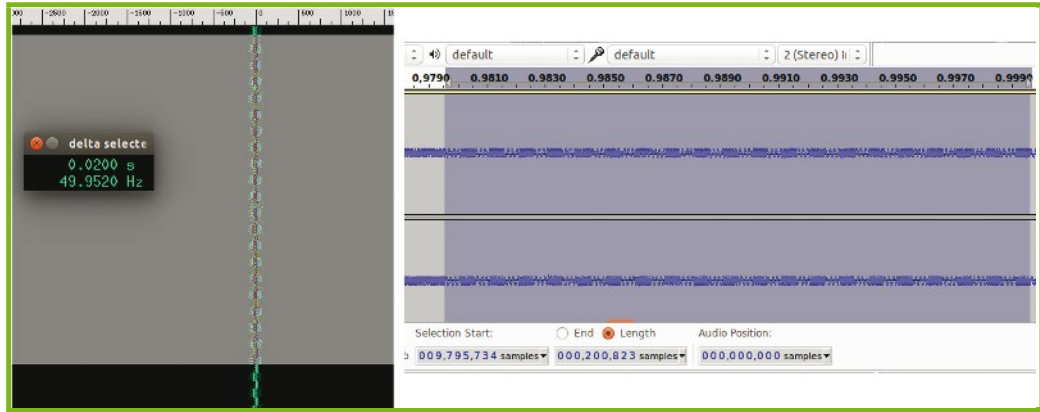 -2500 -2000 -1500 -1000 -500 0 500 1000
delta selecte
0.0200 s
49.9520 Hz
default default 2 (Stereo) I
0,9790 0.9810 0.9830 0.9850 0.9870 0.9890 0.9910 0.9930 0.9950 0.9970 0.9990
Selection Start: End Length Audio Position:
009,795,734 samples 000,200,823 samples 000,000,000 samples